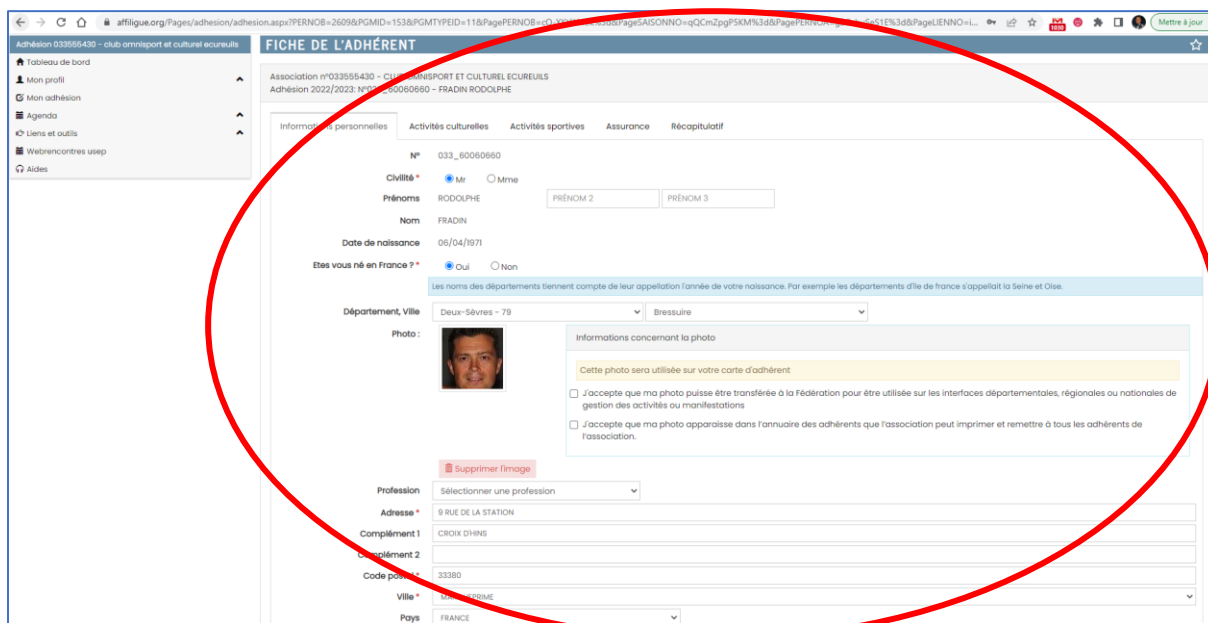 affiligue.org/Pages/adhesion/adhesion.aspx?PERNOB=2609&PGMID=153&PGMTYPEID=11&PagePERNOB=
Mettre à jour
Adhésion 033555430 - club omnisport et culturel ecureuils
Tableau de bord
Mon profil
Mon adhésion
Agenda
Liens et outils
Webrencontres usep
Aides
FICHE DE L'ADHÉRENT
Association n°033555430 - CLUB OMNISPORT ET CULTUREL ECUREUILS
Adhésion 2022/2023: N°033_60060660 - FRADIN RODOLPHE
Informations personnelles Activités culturelles Activités sportives Assurance Récapitulatif
N° 033_60060660
Civilité * Mr Mme
Prénoms RODOLPHE PRÉNOM 2 PRÉNOM 3
Nom FRADIN
Date de naissance 06/04/1971
Etes vous né en France ? * Oui Non
Les noms des départements tiennent compte de leur appellation l'année de votre naissance. Par exemple les départements d'Ile de france s'appellait la Seine et Oise.
Département, Ville Deux-Sèvres - 79 Bressuire
Photo :
Informations concernant la photo
Cette photo sera utilisée sur votre carte d'adhérent
J'accepte que ma photo puisse être transférée à la Fédération pour être utilisée sur les interfaces départementales, régionales ou nationales de
gestion des activités ou manifestations
J'accepte que ma photo apparaisse dans l'annuaire des adhérents que l'association peut imprimer et remettre à tous les adhérents de
l'association.
Supprimer l'image
Profession Sélectionner une profession
Adresse * 9 RUE DE LA STATION
Complément 1 CROIX D'HINS
Complément 2
Code postal * 33380
Ville *
Pays FRANCE